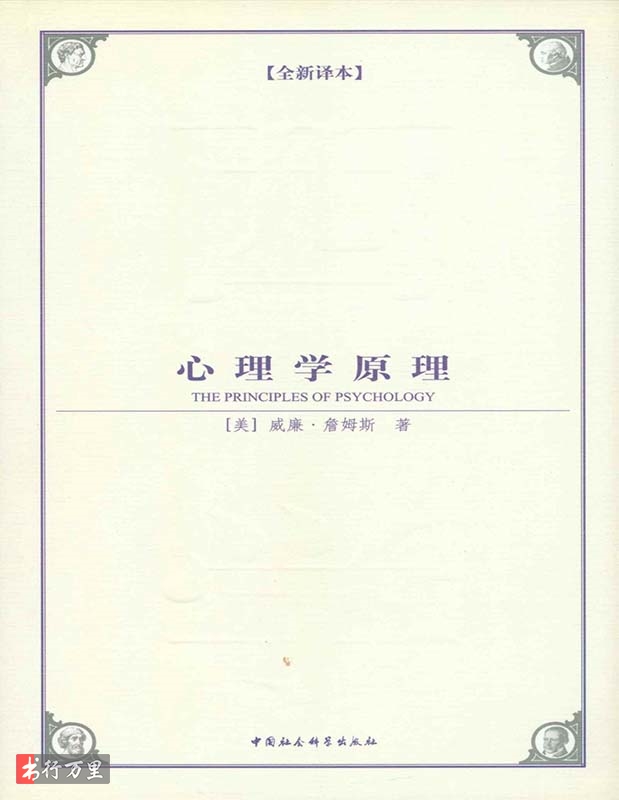 【全新译本】
心理学原理
THE PRINCIPLES OF PSYCHOLOGY
[美] 威廉·詹姆斯 著
中国社会科学出版社
书行万里